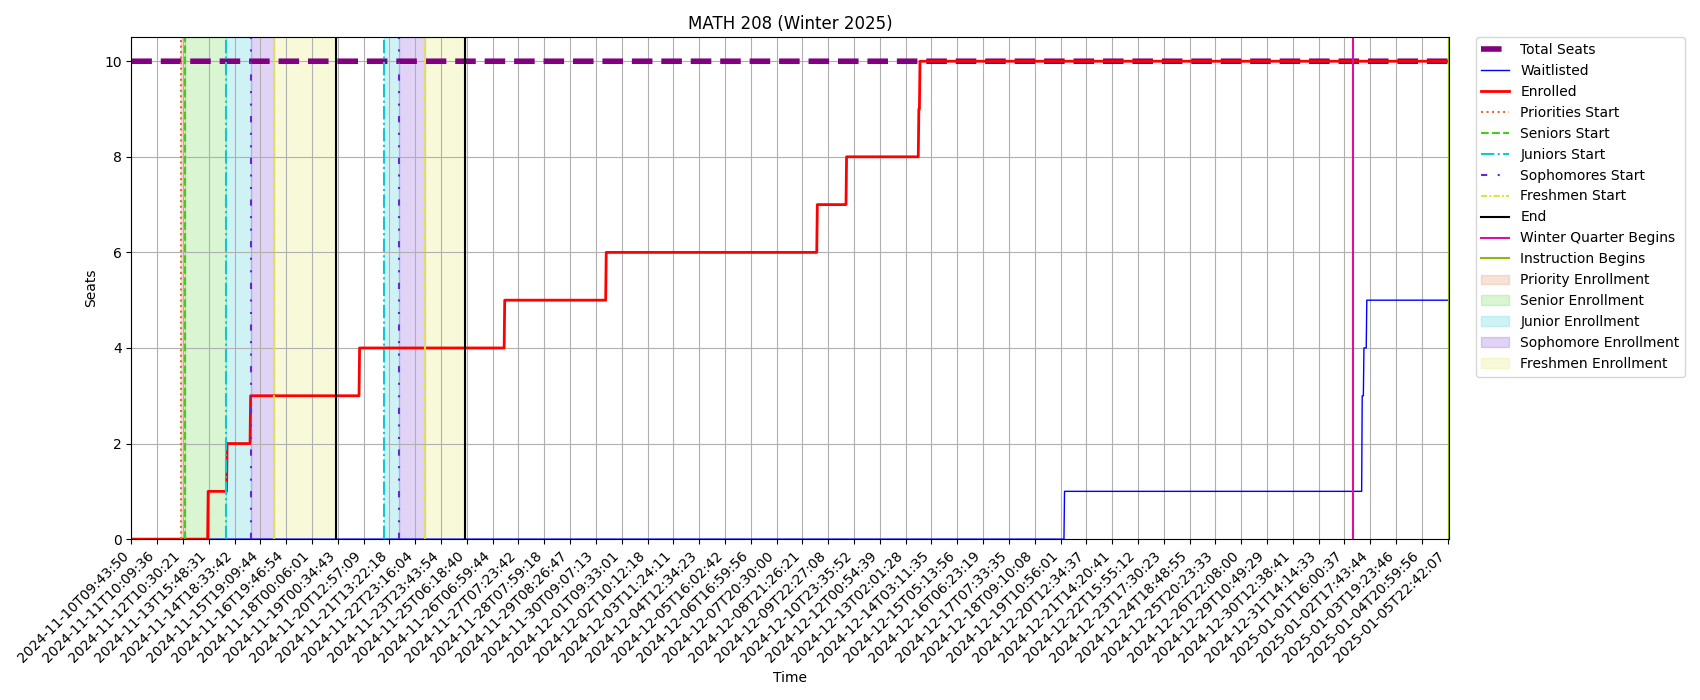 MATH 208 (Winter 2025)
Seats
10
8
6
4
2
0
2024-11-10T09:43:50
2024-11-11T10:09:36
2024-11-12T10:30:21
2024-11-13T15:48:31
2024-11-14T18:33:42
2024-11-15T19:09:44
2024-11-16T19:46:54
2024-11-18T00:06:01
2024-11-19T00:34:43
2024-11-20T12:57:09
2024-11-21T13:22:18
2024-11-22T23:16:04
2024-11-23T23:43:54
2024-11-25T06:18:40
2024-11-26T06:59:44
2024-11-27T07:23:42
2024-11-28T07:59:18
2024-11-29T08:26:47
2024-11-30T09:07:13
2024-12-01T09:33:01
2024-12-02T10:12:18
2024-12-03T11:24:11
2024-12-04T12:34:23
2024-12-05T16:02:42
2024-12-06T16:59:56
2024-12-07T20:30:00
2024-12-08T21:26:21
2024-12-09T22:27:08
2024-12-10T23:35:52
2024-12-12T00:54:39
2024-12-13T02:01:28
2024-12-14T03:11:35
2024-12-15T05:13:56
2024-12-16T06:23:19
2024-12-17T07:33:35
2024-12-18T09:10:08
2024-12-19T10:56:01
2024-12-20T12:34:37
2024-12-21T14:20:41
2024-12-22T15:55:12
2024-12-23T17:30:23
2024-12-24T18:48:55
2024-12-25T20:23:33
2024-12-26T22:08:00
2024-12-29T10:49:29
2024-12-30T12:38:41
2024-12-31T14:14:33
2025-01-01T16:00:37
2025-01-02T17:43:44
2025-01-03T19:23:46
2025-01-04T20:59:56
2025-01-05T22:42:07
Time
Total Seats
Waitlisted
Enrolled
Priorities Start
Seniors Start
Juniors Start
Sophomores Start
Freshmen Start
End
Winter Quarter Begins
Instruction Begins
Priority Enrollment
Senior Enrollment
Junior Enrollment
Sophomore Enrollment
Freshmen Enrollment